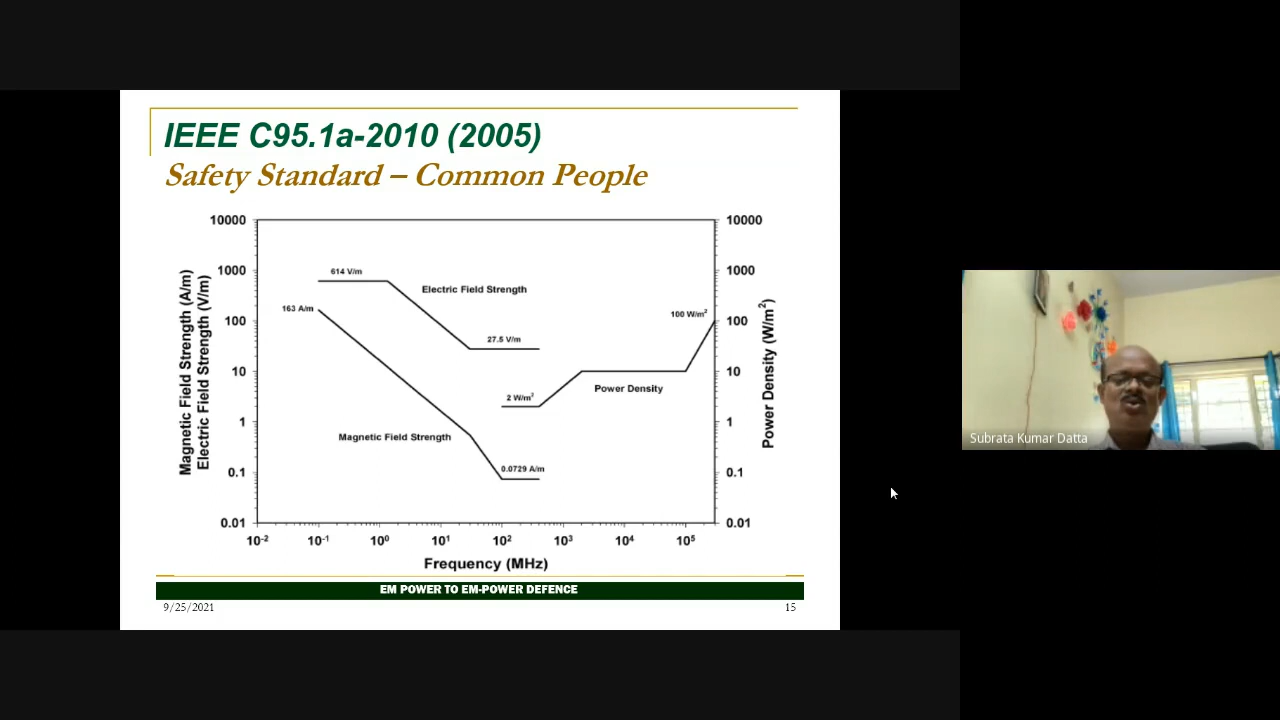 IEEE C95.1a-2010 (2005)
Safety Standard – Common People
10000
1000
100
10
1
0.1
0.01
Magnetic Field Strength (A/m)
Electric Field Strength (V/m)
614 V/m
163 A/m
Electric Field Strength
27.5 V/m
2 W/m²
Magnetic Field Strength
0.0729 A/m
100 W/m²
Power Density
10000
1000
100
10
1
0.1
0.01
Power Density (W/m²)
10⁻² 10⁻¹ 10⁰ 10¹ 10² 10³ 10⁴ 10⁵
Frequency (MHz)
EM POWER TO EM-POWER DEFENCE
9/25/2021 15
Subrata Kumar Datta